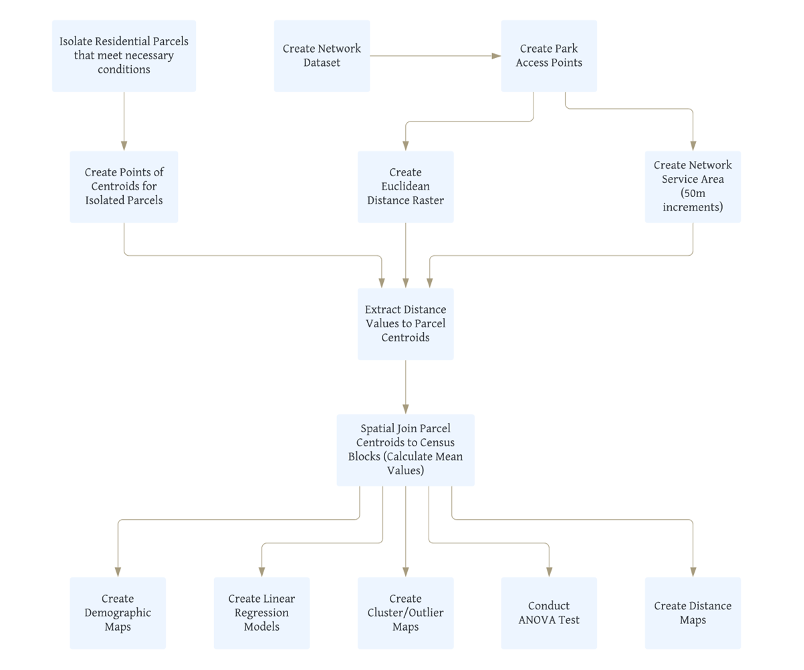 Isolate Residential Parcels
that meet necessary
conditions
Create Network
Dataset
Create Park
Access Points
Create Points of
Centroids for
Isolated Parcels
Create
Euclidean
Distance Raster
Create Network
Service Area
(50m
increments)
Extract Distance
Values to Parcel
Centroids
Spatial Join Parcel
Centroids to Census
Blocks (Calculate Mean
Values)
Create
Demographic
Maps
Create Linear
Regression
Models
Create
Cluster/Outlier
Maps
Conduct
ANOVA Test
Create Distance
Maps